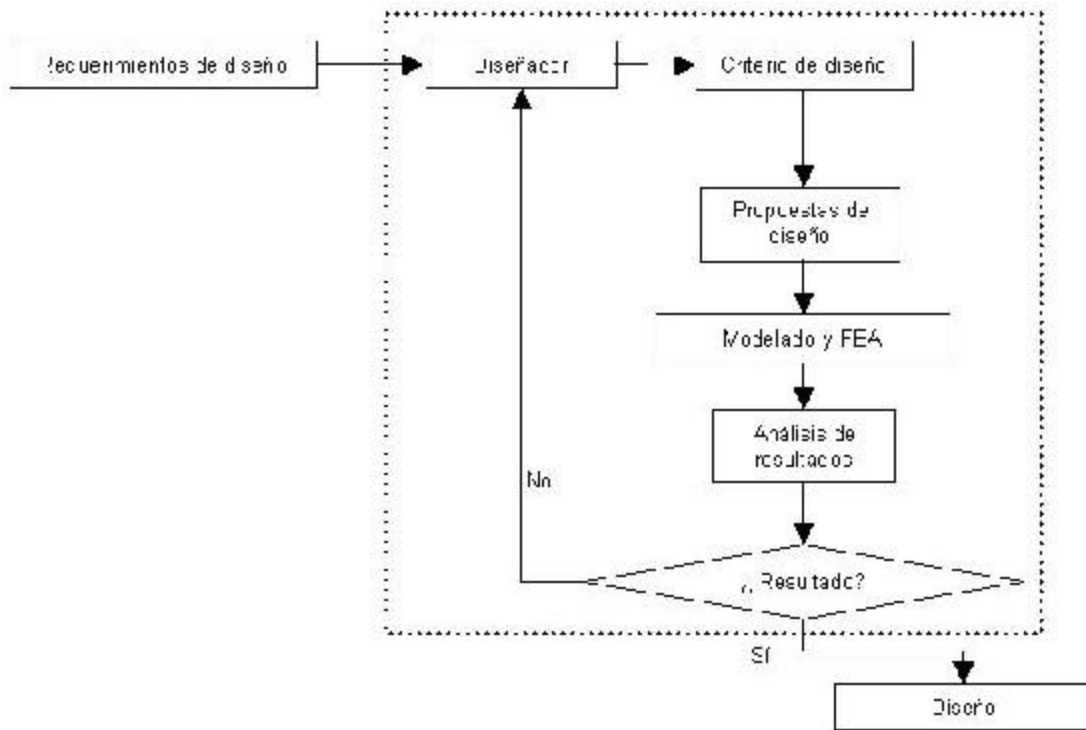 Requerimientos de diseño
Diseñador
Criterio de diseño
Propuestas de
diseño
Modelado y FEA
Análisis de
resultados
No
¿Resultado?
Sí
Diseño